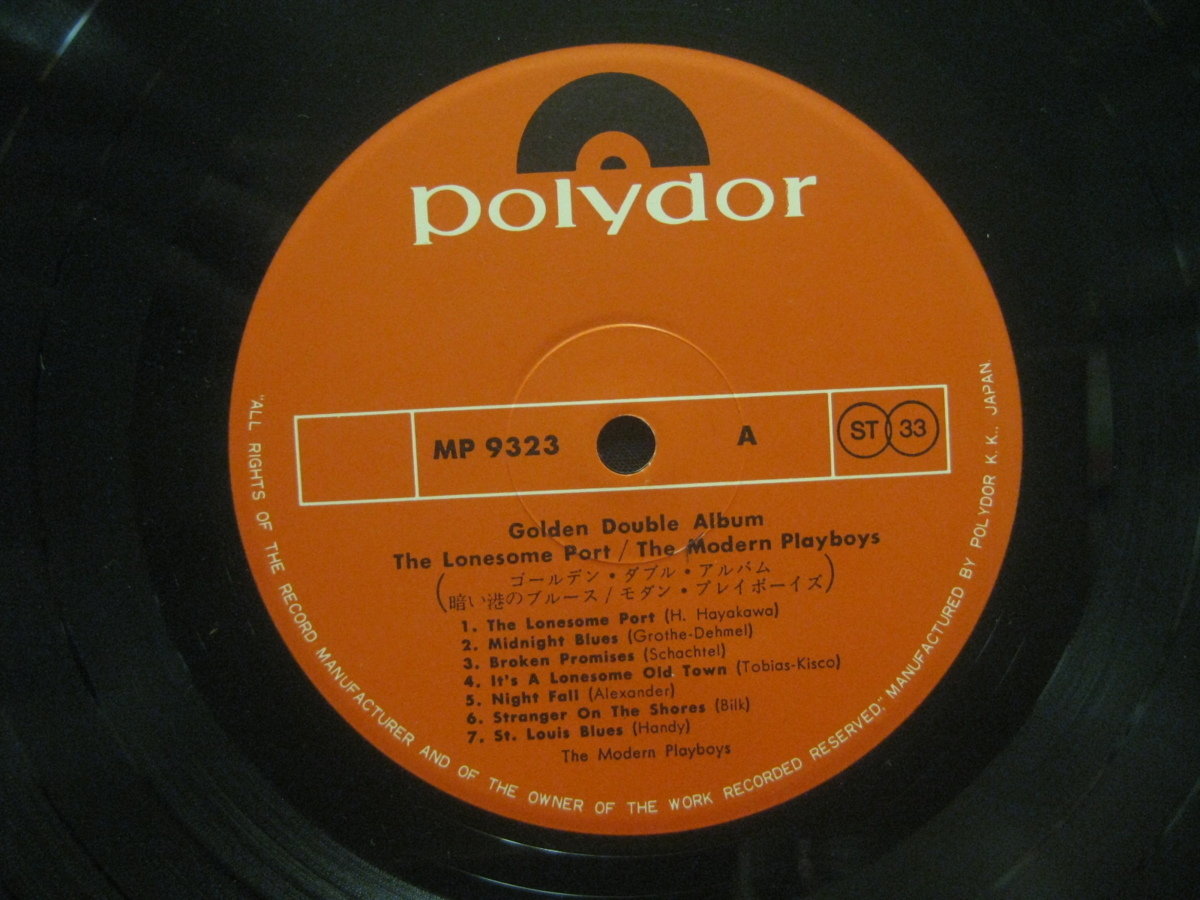 polydor
MP 9323 A ST 33
Golden Double Album
The Lonesome Port / The Modern Playboys
(ゴールデン・ダブル・アルバム
暗い港のブルース / モダン・プレイボーイズ)
1. The Lonesome Port (H. Hayakawa)
2. Midnight Blues (Grothe-Dehmel)
3. Broken Promises (Schachtel)
4. It's A Lonesome Old Town (Tobias-Kisco)
5. Night Fall (Alexander)
6. Stranger On The Shores (Bilk)
7. St. Louis Blues (Handy)
The Modern Playboys
"ALL RIGHTS OF THE RECORD MANUFACTURER AND OF THE OWNER OF THE WORK RECORDED RESERVED." MANUFACTURED BY POLYDOR K.K., JAPAN